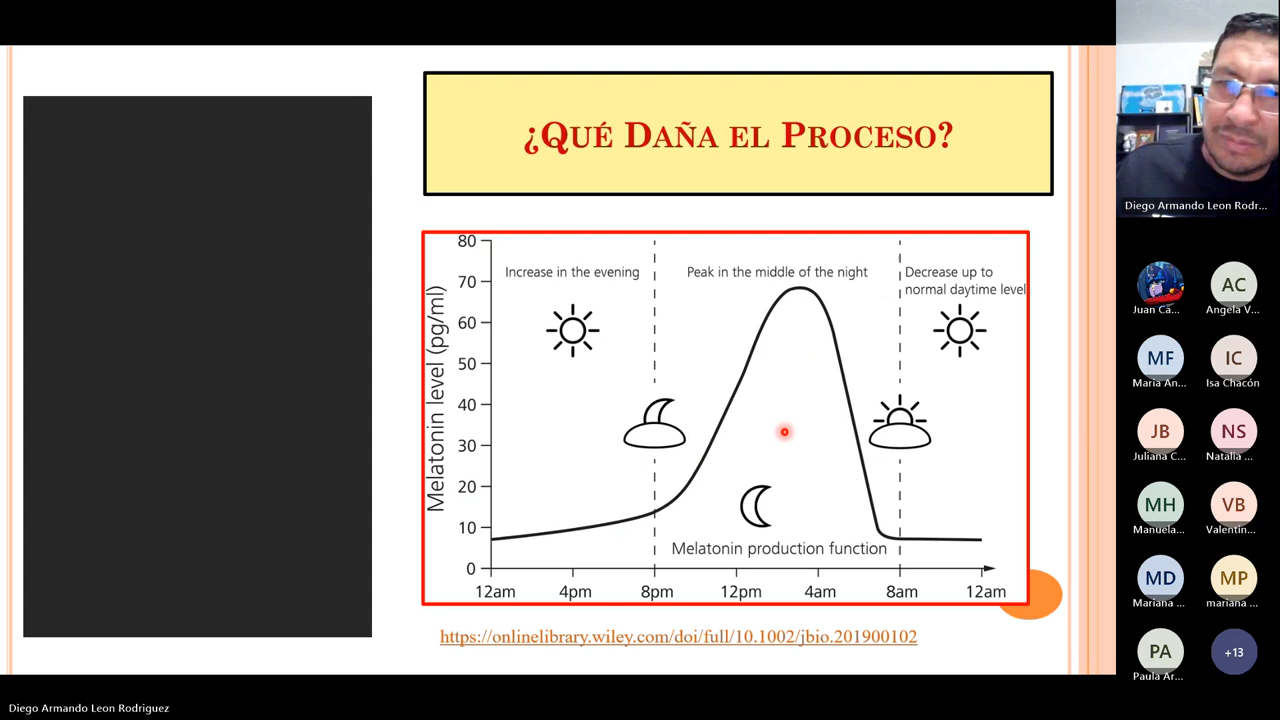 ¿Qué Daña el Proceso?
80
70
60
50
40
30
20
10
0
Melatonin level (pg/ml)
Increase in the evening
Peak in the middle of the night
Decrease up to
normal daytime level
Melatonin production function
12am
4pm
8pm
12pm
4am
8am
12am
https://onlinelibrary.wiley.com/doi/full/10.1002/jbio.201900102
Diego Armando Leon Rodr...
Juan Ca...
AC
Angela V...
MF
Maria An...
IC
Isa Chacón
JB
Juliana C...
NS
Natalia ...
MH
Manuela...
VB
Valentin...
MD
Mariana ...
MP
mariana ...
PA
Paula Ar...
+13
Diego Armando Leon Rodriguez